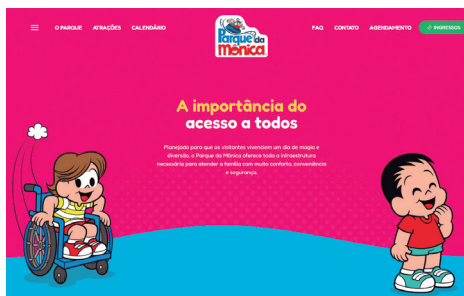 O PARQUE ATRAÇÕES CALENDÁRIO
Parque da
Mônica
FAQ CONTATO AGENDAMENTO INGRESSOS
A importância do
acesso a todos
Planejado para que os visitantes vivenciem um dia de magia e
diversão, o Parque da Mônica oferece toda a infraestrutura
necessária para atender a família com muito conforto, conveniência
e segurança.